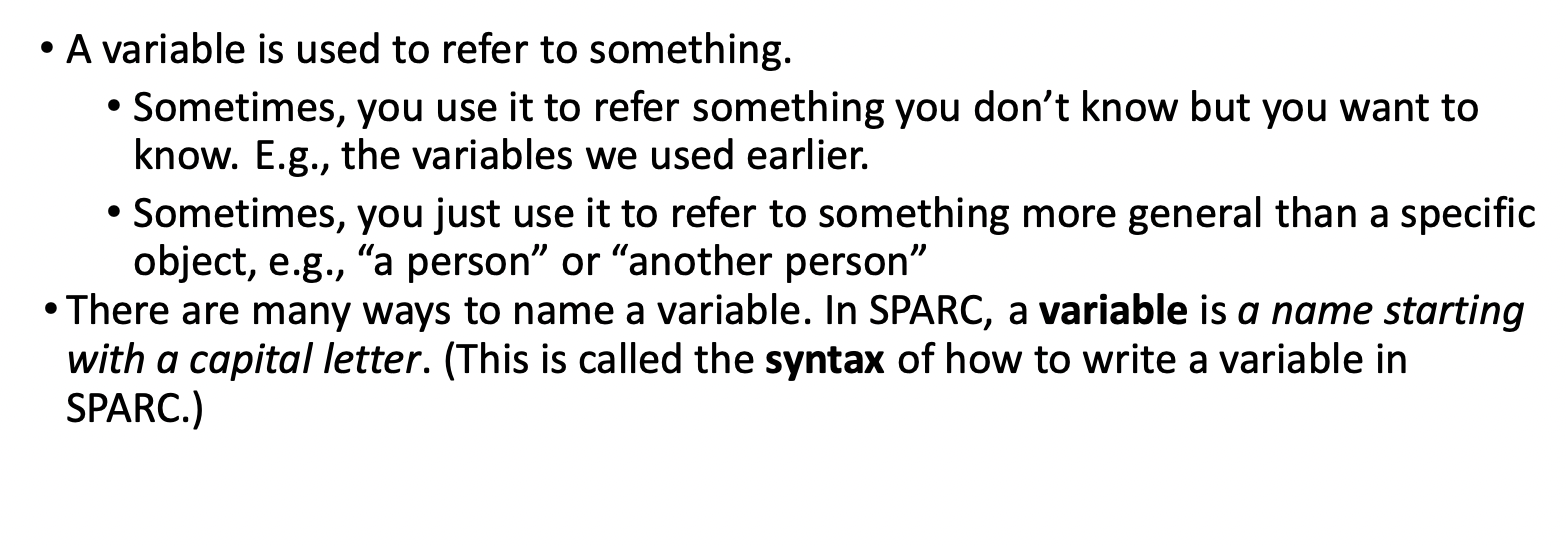 • A variable is used to refer to something.
• Sometimes, you use it to refer something you don’t know but you want to
know. E.g., the variables we used earlier.
• Sometimes, you just use it to refer to something more general than a specific
object, e.g., “a person” or “another person”
• There are many ways to name a variable. In SPARC, a variable is a name starting
with a capital letter. (This is called the syntax of how to write a variable in
SPARC.)